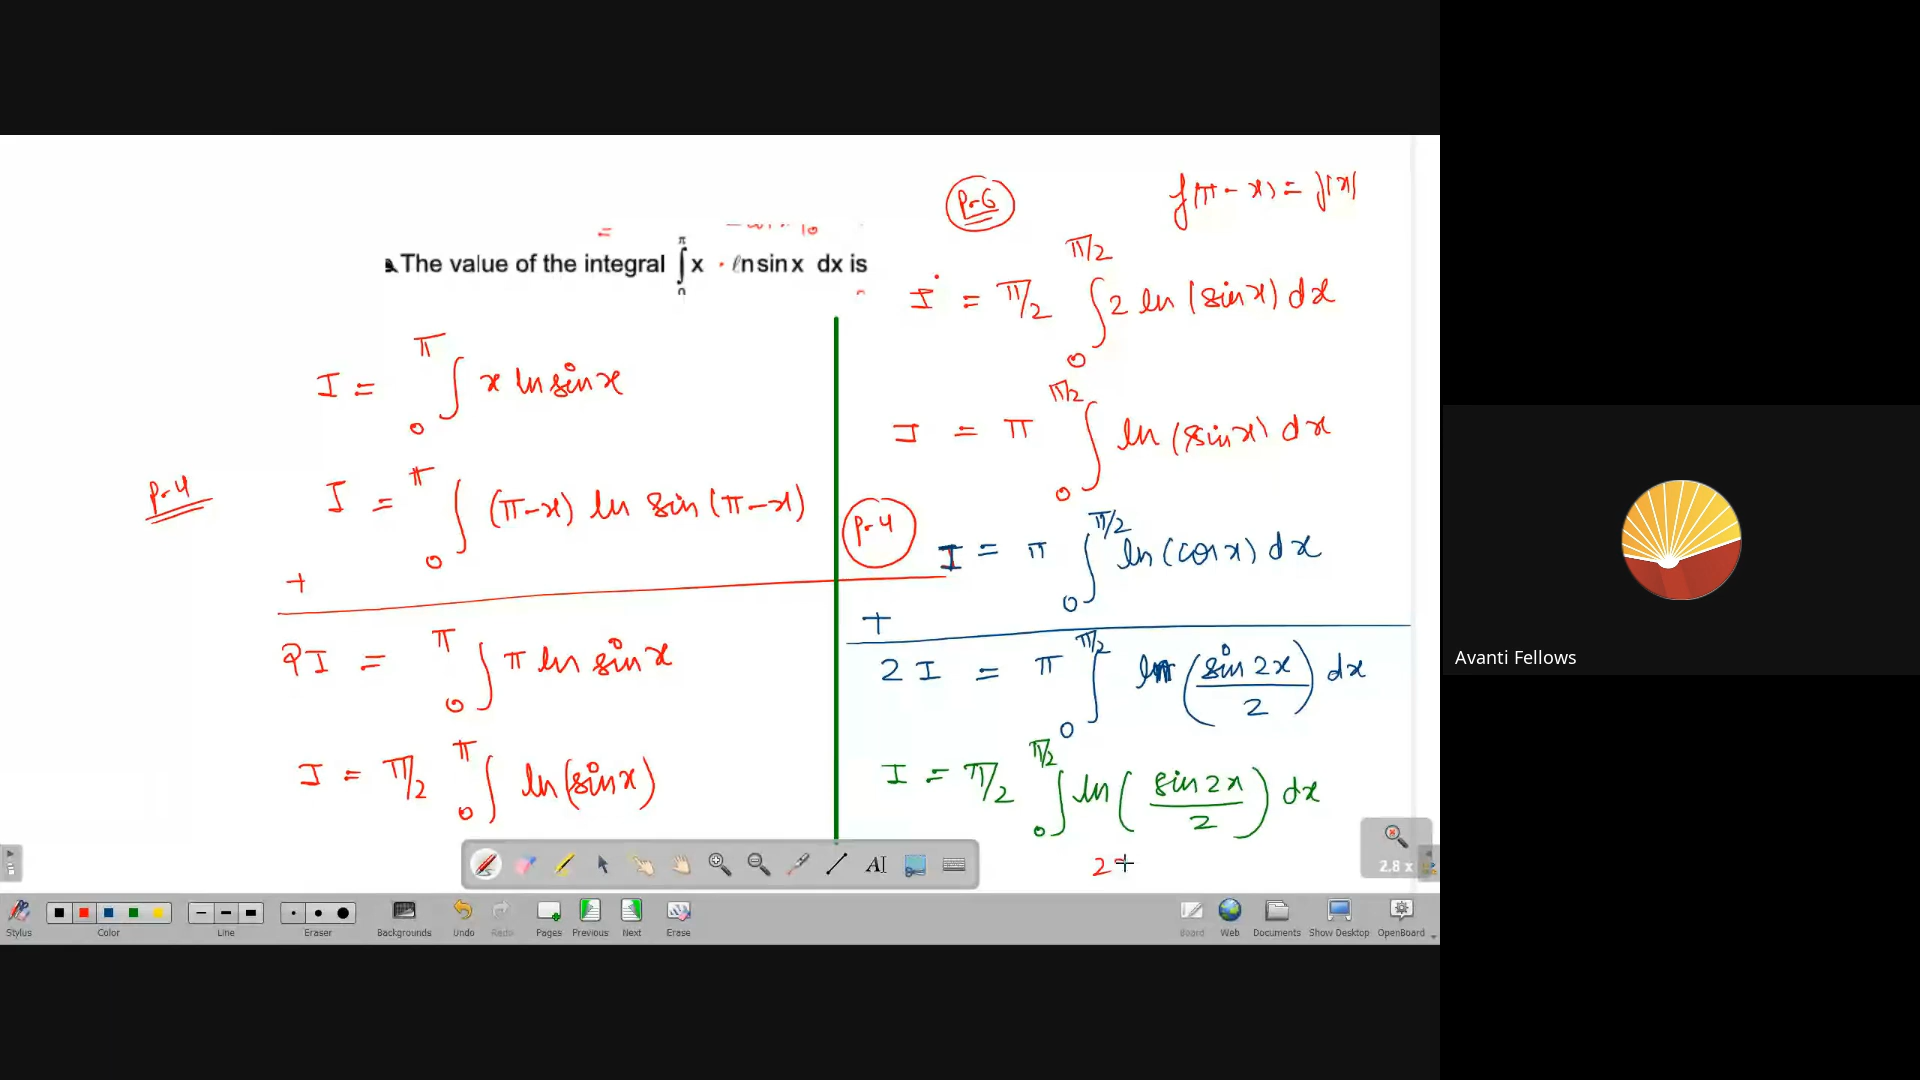 The value of the integral ∫₀^π x · ℓn sin x dx is
I = ∫₀^π x ln sin x
Pr-4
I = ∫₀^π (π-x) ln sin (π-x)
+
2I = ∫₀^π π ln sin x
I = π/2 ∫₀^π ln(sin x)
Pr-6
f(π-x) = f(x)
I = π/2 ∫₀^π/2 2 ln (sin x) dx
I = π ∫₀^π/2 ln (sin x) dx
Pr-4
I = π ∫₀^π/2 ln (cos x) dx
+
2I = π ∫₀^π/2 ln (sin 2x / 2) dx
I = π/2 ∫₀^π/2 ln (sin 2x / 2) dx
2
2.8 x
Stylus
Color
Line
Eraser
Backgrounds
Undo
Redo
Pages
Previous
Next
Erase
Board
Web
Documents
Show Desktop
OpenBoard
Avanti Fellows